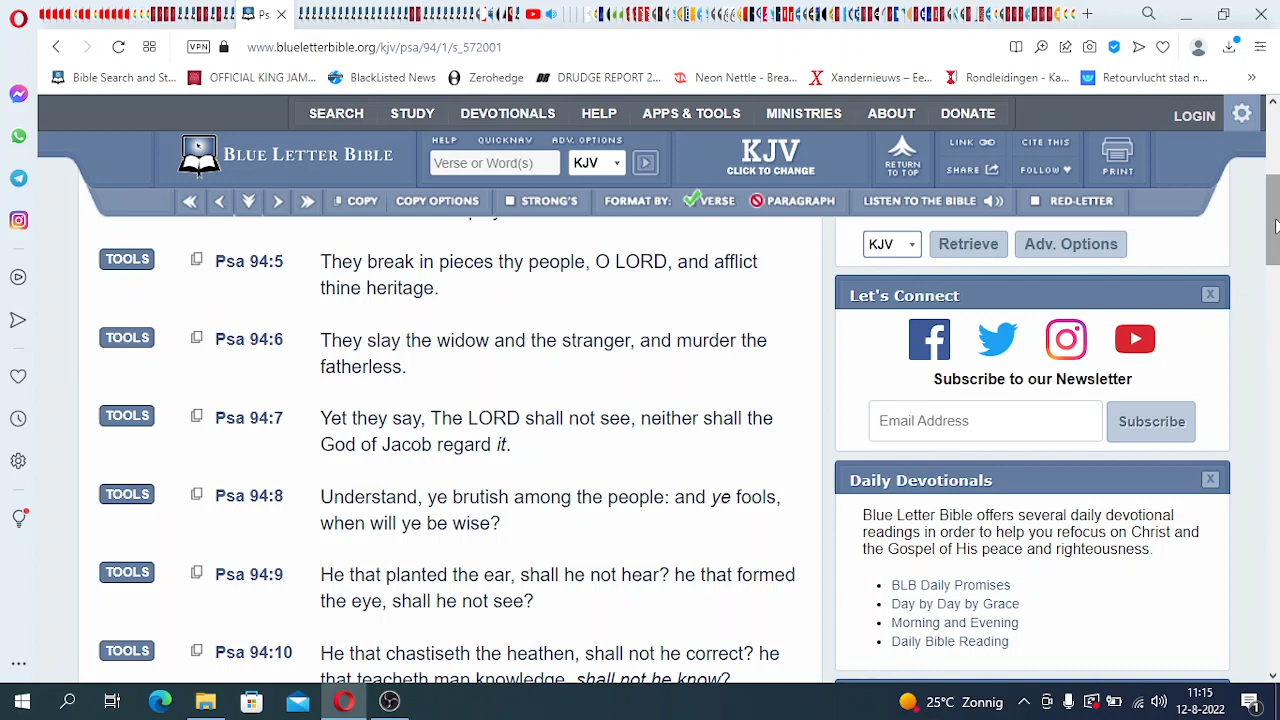 Ps
VPN
www.blueletterbible.org/kjv/psa/94/1/s_572001
Bible Search and St...
OFFICIAL KING JAM...
BlackListed News
Zerohedge
DRUDGE REPORT 2...
Neon Nettle - Brea...
Xandernieuws – Ee...
Rondleidingen - Ka...
Retourvlucht stad n...
SEARCH STUDY DEVOTIONALS HELP APPS & TOOLS MINISTRIES ABOUT DONATE
LOGIN
BLUE LETTER BIBLE
HELP QUICKNAV ADV. OPTIONS
Verse or Word(s) KJV
KJV
CLICK TO CHANGE
RETURN TO TOP
LINK
SHARE
CITE THIS
FOLLOW
PRINT
COPY COPY OPTIONS STRONG'S FORMAT BY: VERSE PARAGRAPH LISTEN TO THE BIBLE RED-LETTER
TOOLS Psa 94:5 They break in pieces thy people, O LORD, and afflict
thine heritage.
TOOLS Psa 94:6 They slay the widow and the stranger, and murder the
fatherless.
TOOLS Psa 94:7 Yet they say, The LORD shall not see, neither shall the
God of Jacob regard it.
TOOLS Psa 94:8 Understand, ye brutish among the people: and ye fools,
when will ye be wise?
TOOLS Psa 94:9 He that planted the ear, shall he not hear? he that formed
the eye, shall he not see?
TOOLS Psa 94:10 He that chastiseth the heathen, shall not he correct? he
that teacheth man knowledge, shall not he know?
KJV Retrieve Adv. Options
Let's Connect X
Subscribe to our Newsletter
Email Address Subscribe
Daily Devotionals X
Blue Letter Bible offers several daily devotional
readings in order to help you refocus on Christ and
the Gospel of His peace and righteousness.
BLB Daily Promises
Day by Day by Grace
Morning and Evening
Daily Bible Reading
25°C Zonnig
11:15
12-8-2022
1